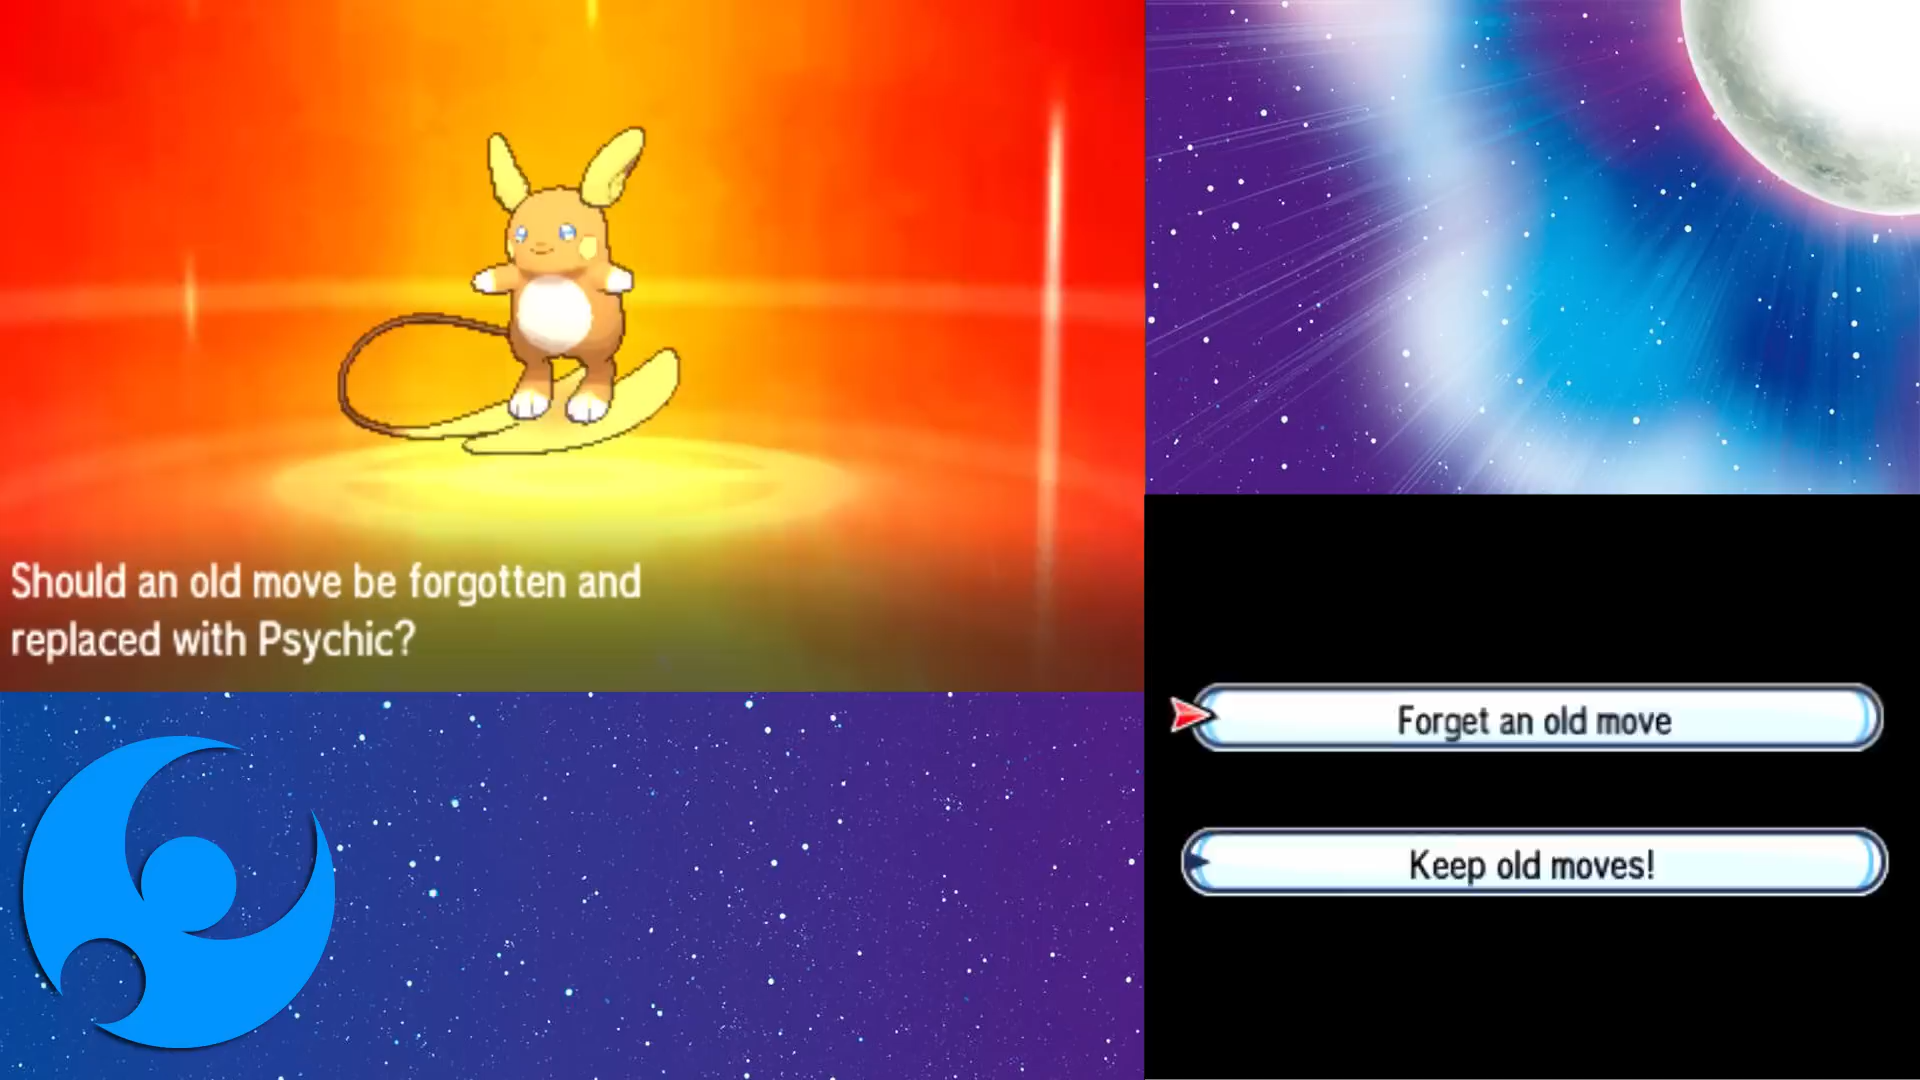 Should an old move be forgotten and
replaced with Psychic?
Forget an old move
Keep old moves!